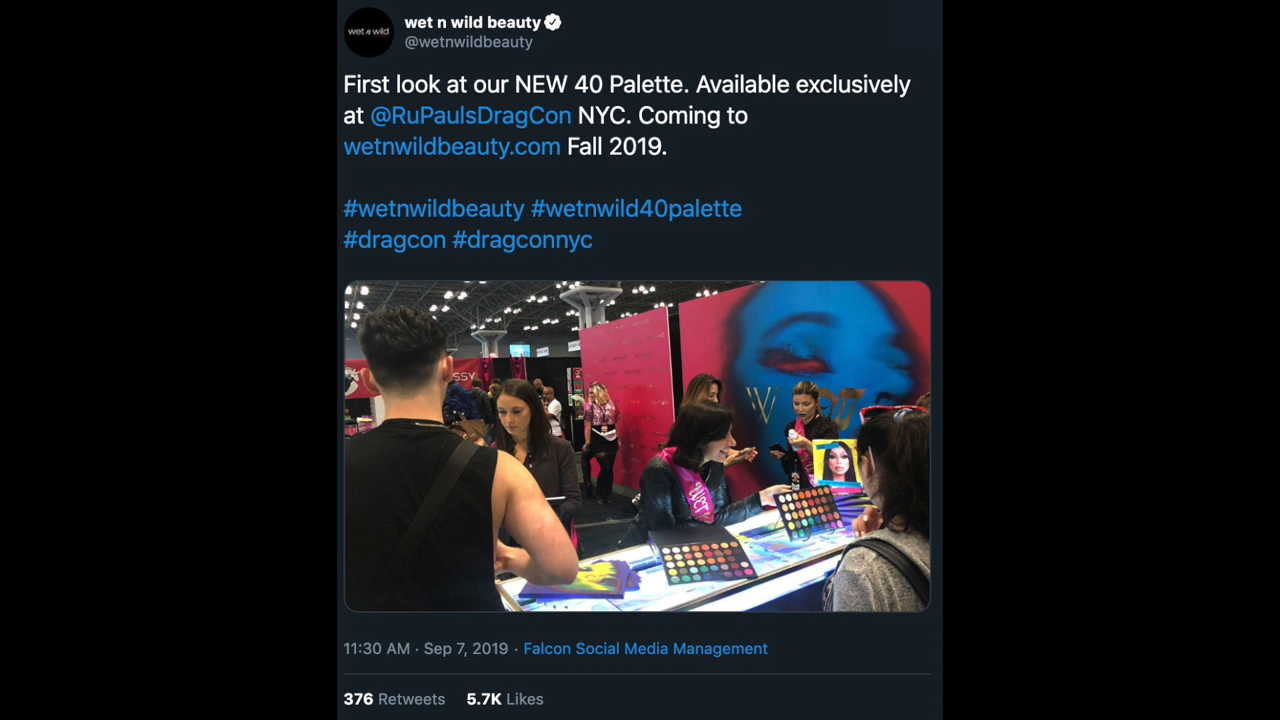 wet n wild
wet n wild beauty
@wetnwildbeauty
First look at our NEW 40 Palette. Available exclusively
at @RuPaulsDragCon NYC. Coming to
wetnwildbeauty.com Fall 2019.
#wetnwildbeauty #wetnwild40palette
#dragcon #dragconnyc
SSY
WET
11:30 AM · Sep 7, 2019 · Falcon Social Media Management
376 Retweets 5.7K Likes